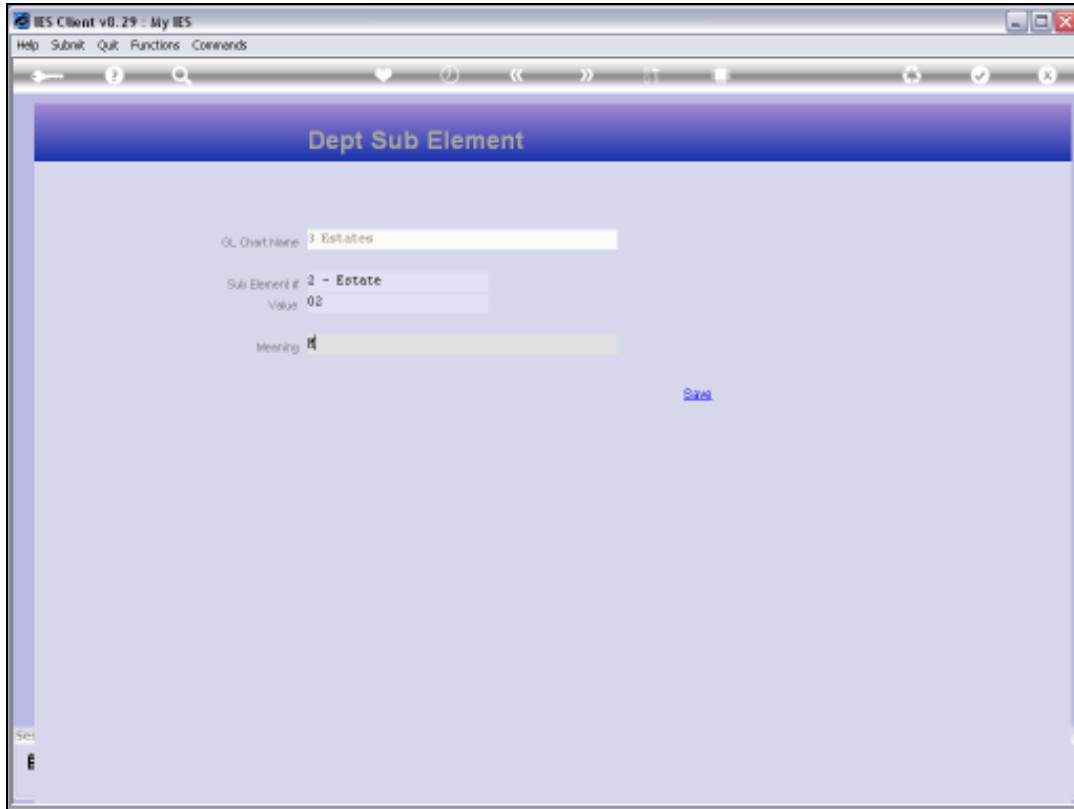 IES Client v8.29 : My IES
Help Submit Quit Functions Commands
Dept Sub Element
GL Chart Name 3 Estates
Sub Element # 2 - Estate
Value 02
Meaning
Save
Ses